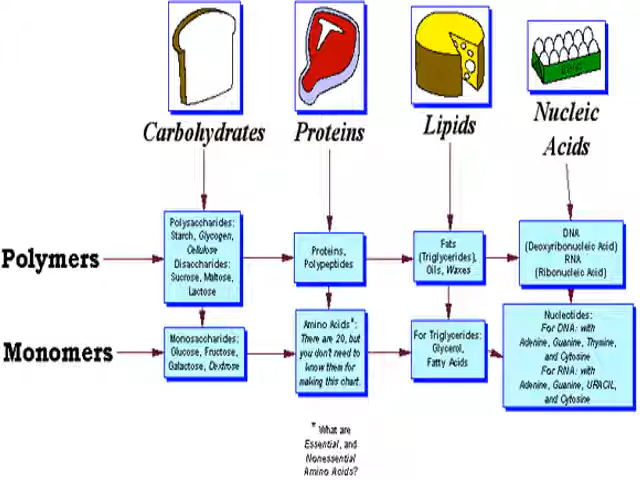 Carbohydrates
Proteins
Lipids
Nucleic
Acids
Polymers
Polysaccharides:
Starch, Glycogen,
Cellulose
Disaccharides:
Sucrose, Maltose,
Lactose
Proteins,
Polypeptides
Fats
(Triglycerides),
Oils, Waxes
DNA
(Deoxyribonucleic Acid)
RNA
(Ribonucleic Acid)
Monomers
Monosaccharides:
Glucose, Fructose,
Galactose, Dextrose
Amino Acids*:
There are 20, but
you don't need to
know them for
making this chart.
For Triglycerides:
Glycerol,
Fatty Acids
Nucleotides:
For DNA: with
Adenine, Guanine, Thymine,
and Cytosine
For RNA: with
Adenine, Guanine, URACIL,
and Cytosine
* What are
Essential, and
Nonessential
Amino Acids?